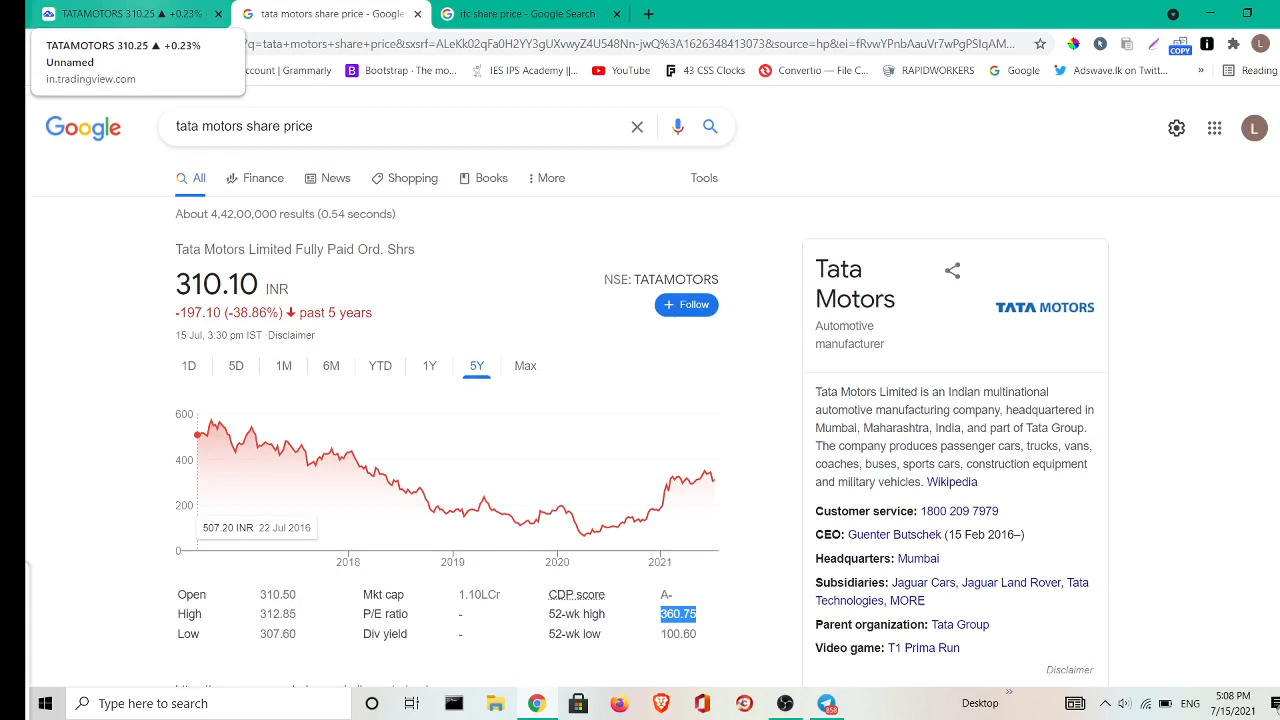 TATAMOTORS 310.25 ▲ +0.23%
tata motors share price - Google
itc share price - Google Search
TATAMOTORS 310.25 ▲ +0.23%
Unnamed
in.tradingview.com
COPY
ccount | Grammarly
Bootstrap - The mo...
IES IPS Academy ||...
YouTube
43 CSS Clocks
Convertio — File C...
RAPIDWORKERS
Google
Adswave.lk on Twitt...
»
Reading
Google
tata motors share price
L
All
Finance
News
Shopping
Books
More
Tools
About 4,42,00,000 results (0.54 seconds)
Tata Motors Limited Fully Paid Ord. Shrs
310.10 INR
NSE: TATAMOTORS
-197.10 (-38.86%) ↓ past 5 years
+ Follow
15 Jul, 3:30 pm IST · Disclaimer
1D 5D 1M 6M YTD 1Y 5Y Max
600
400
200
0
507.20 INR 22 Jul 2016
2018 2019 2020 2021
Open 310.50 Mkt cap 1.10LCr CDP score A-
High 312.85 P/E ratio - 52-wk high 360.75
Low 307.60 Div yield - 52-wk low 100.60
Tata
Motors
Automotive
manufacturer
TATA MOTORS
Tata Motors Limited is an Indian multinational
automotive manufacturing company, headquartered in
Mumbai, Maharashtra, India, and part of Tata Group.
The company produces passenger cars, trucks, vans,
coaches, buses, sports cars, construction equipment
and military vehicles. Wikipedia
Customer service: 1800 209 7979
CEO: Guenter Butschek (15 Feb 2016–)
Headquarters: Mumbai
Subsidiaries: Jaguar Cars, Jaguar Land Rover, Tata
Technologies, MORE
Parent organization: Tata Group
Video game: T1 Prima Run
Disclaimer
Type here to search
858
Desktop
»
ENG
5:08 PM
7/15/2021